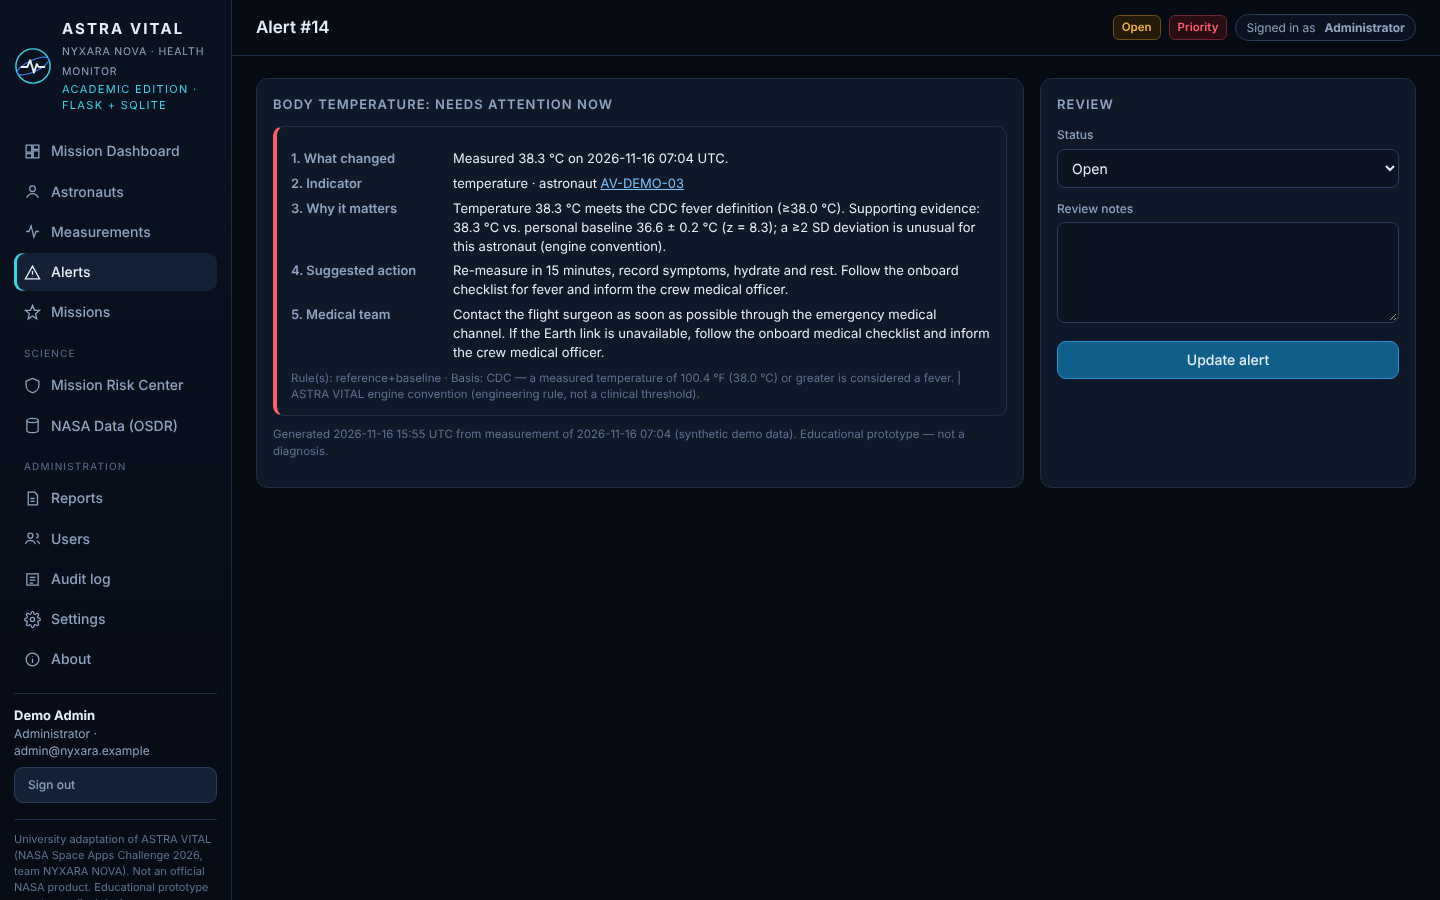 ASTRA VITAL
NYXARA NOVA · HEALTH
MONITOR
ACADEMIC EDITION ·
FLASK + SQLITE
Mission Dashboard
Astronauts
Measurements
Alerts
Missions
SCIENCE
Mission Risk Center
NASA Data (OSDR)
ADMINISTRATION
Reports
Users
Audit log
Settings
About
Demo Admin
Administrator ·
admin@nyxara.example
Sign out
University adaptation of ASTRA VITAL
(NASA Space Apps Challenge 2026,
team NYXARA NOVA). Not an official
NASA product. Educational prototype
Alert #14
Open
Priority
Signed in as Administrator
BODY TEMPERATURE: NEEDS ATTENTION NOW
1. What changed
Measured 38.3 °C on 2026-11-16 07:04 UTC.
2. Indicator
temperature · astronaut AV-DEMO-03
3. Why it matters
Temperature 38.3 °C meets the CDC fever definition (≥38.0 °C). Supporting evidence:
38.3 °C vs. personal baseline 36.6 ± 0.2 °C (z = 8.3); a ≥2 SD deviation is unusual for
this astronaut (engine convention).
4. Suggested action
Re-measure in 15 minutes, record symptoms, hydrate and rest. Follow the onboard
checklist for fever and inform the crew medical officer.
5. Medical team
Contact the flight surgeon as soon as possible through the emergency medical
channel. If the Earth link is unavailable, follow the onboard medical checklist and inform
the crew medical officer.
Rule(s): reference+baseline · Basis: CDC — a measured temperature of 100.4 °F (38.0 °C) or greater is considered a fever. |
ASTRA VITAL engine convention (engineering rule, not a clinical threshold).
Generated 2026-11-16 15:55 UTC from measurement of 2026-11-16 07:04 (synthetic demo data). Educational prototype — not a
diagnosis.
REVIEW
Status
Open
Review notes
Update alert